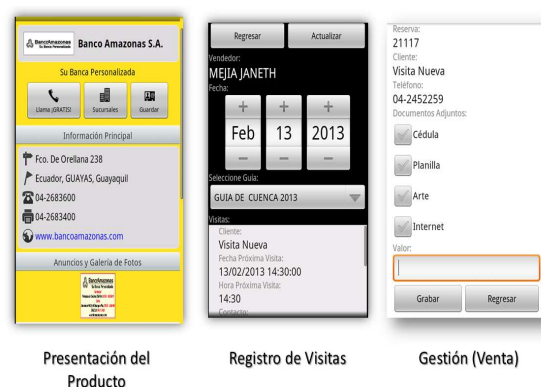 BancoAmazonas
Su Banca Personalizada
Banco Amazonas S.A.
Su Banca Personalizada
Llama ¡GRATIS!
Sucursales
Guardar
Información Principal
Fco. De Orellana 238
Ecuador, GUAYAS, Guayaquil
04-2683600
04-2683400
www.bancoamazonas.com
Anuncios y Galería de Fotos
BancoAmazonas
Presentación del
Producto
Regresar
Actualizar
Vendedor:
MEJIA JANETH
Fecha:
+ + +
Feb 13 2013
− − −
Seleccione Guía:
GUIA DE CUENCA 2013
Visitas:
Cliente:
Visita Nueva
Fecha Próxima Visita:
13/02/2013 14:30:00
Hora Próxima Visita:
14:30
Contacto:
Registro de Visitas
Reserva:
21117
Cliente:
Visita Nueva
Teléfono:
04-2452259
Documentos Adjuntos:
Cédula
Planilla
Arte
Internet
Valor:
Grabar
Regresar
Gestión (Venta)